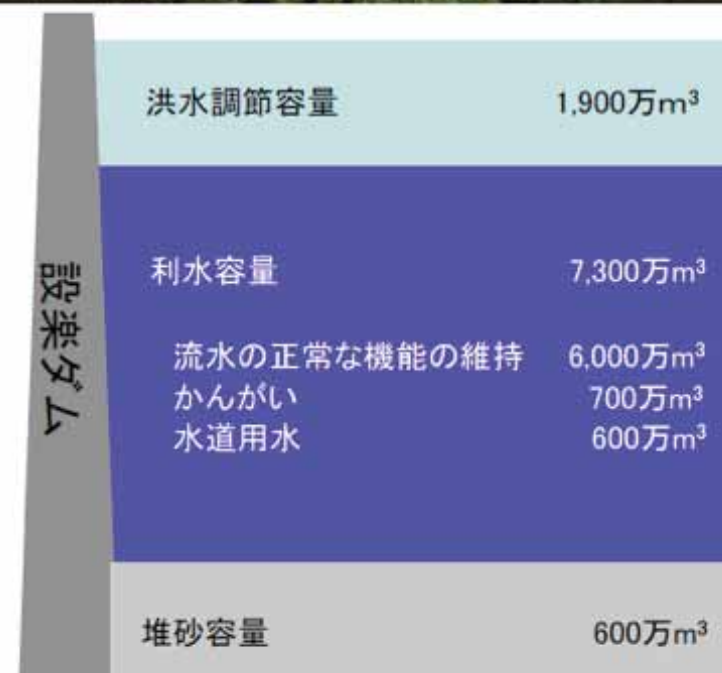 洪水調節容量 1,900万m³
設楽ダム
利水容量 7,300万m³
流水の正常な機能の維持 6,000万m³
かんがい 700万m³
水道用水 600万m³
堆砂容量 600万m³